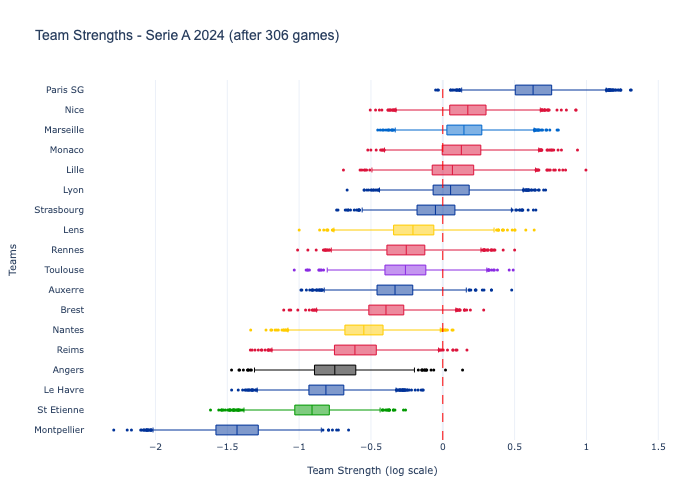 Team Strengths - Serie A 2024 (after 306 games)
Paris SG
Nice
Marseille
Monaco
Lille
Lyon
Strasbourg
Lens
Rennes
Toulouse
Auxerre
Brest
Nantes
Reims
Angers
Le Havre
St Etienne
Montpellier
Teams
−2 −1.5 −1 −0.5 0 0.5 1 1.5
Team Strength (log scale)